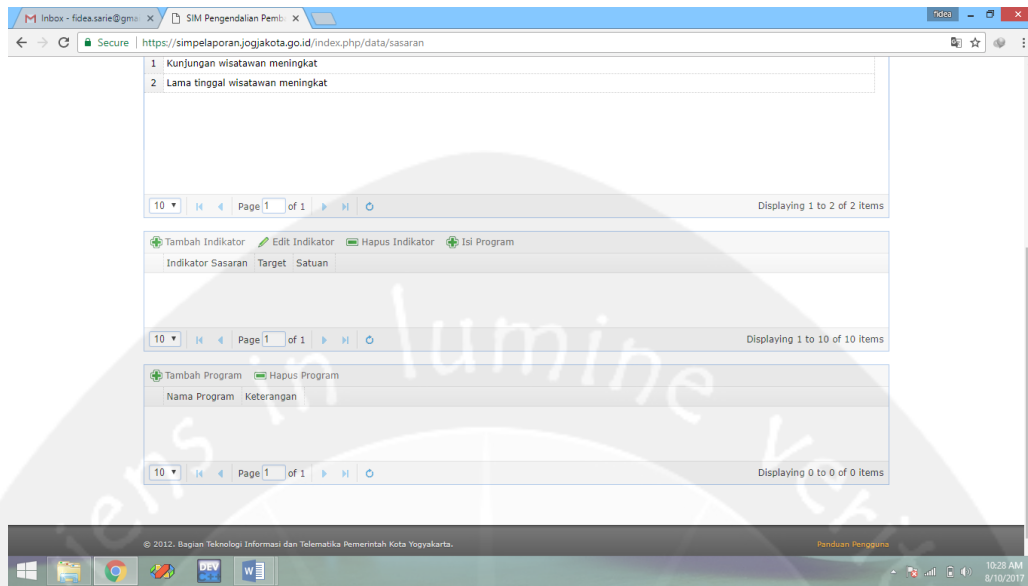 Inbox - fidea.sarie@gma
SIM Pengendalian Pemb
fidea
Secure | https://simpelaporan.jogjakota.go.id/index.php/data/sasaran
1 Kunjungan wisatawan meningkat
2 Lama tinggal wisatawan meningkat
10 Page 1 of 1 Displaying 1 to 2 of 2 items
Tambah Indikator Edit Indikator Hapus Indikator Isi Program
Indikator Sasaran Target Satuan
10 Page 1 of 1 Displaying 1 to 10 of 10 items
Tambah Program Hapus Program
Nama Program Keterangan
10 Page 1 of 1 Displaying 0 to 0 of 0 items
© 2012. Bagian Teknologi Informasi dan Telematika Pemerintah Kota Yogyakarta. Panduan Pengguna
DEV
10:28 AM
8/10/2017
in lumine